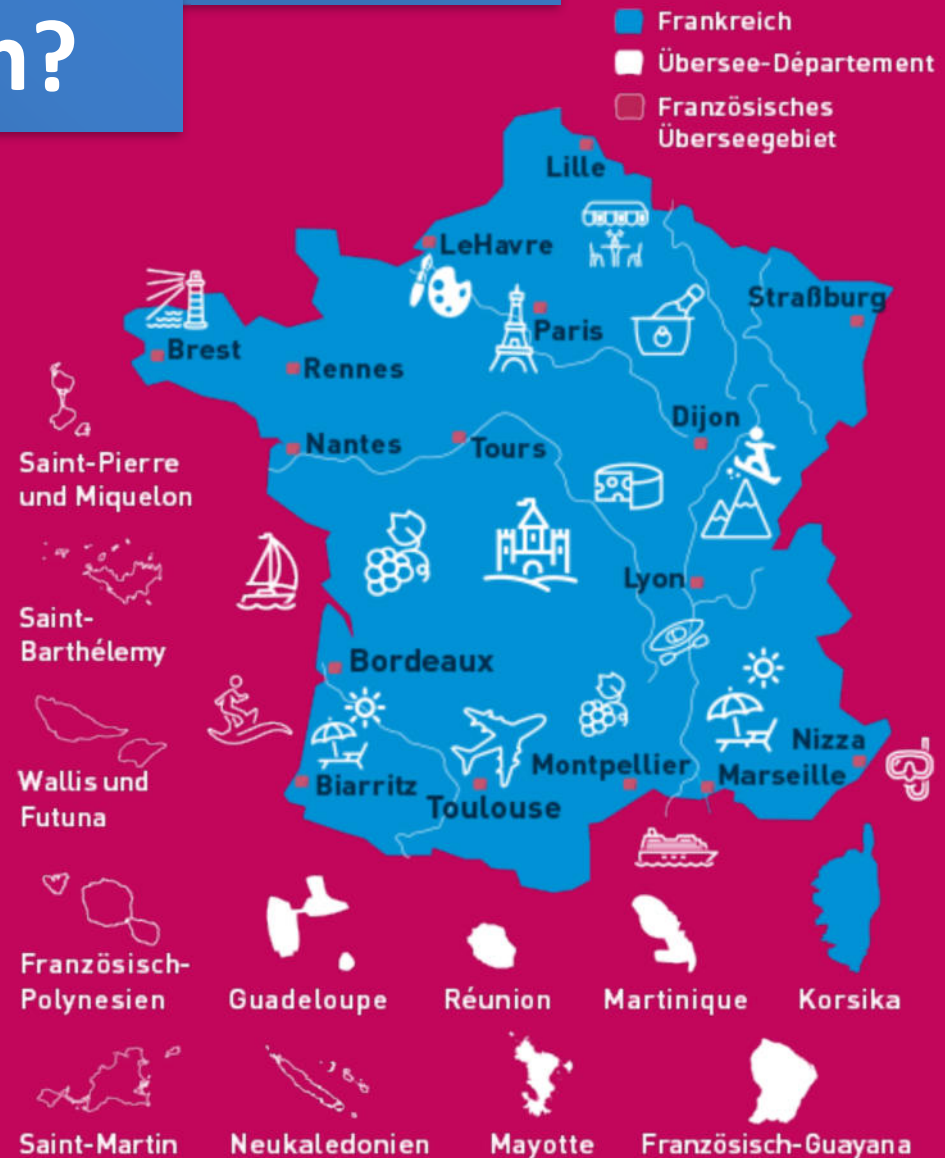 n?
Frankreich
Übersee-Département
Französisches
Überseegebiet
Lille
LeHavre
Straßburg
Paris
Brest
Rennes
Dijon
Nantes
Tours
Saint-Pierre
und Miquelon
Lyon
Saint-
Barthélemy
Bordeaux
Nizza
Wallis und
Futuna
Biarritz
Montpellier
Marseille
Toulouse
Französisch-
Polynesien
Guadeloupe
Réunion
Martinique
Korsika
Saint-Martin
Neukaledonien
Mayotte
Französisch-Guayana